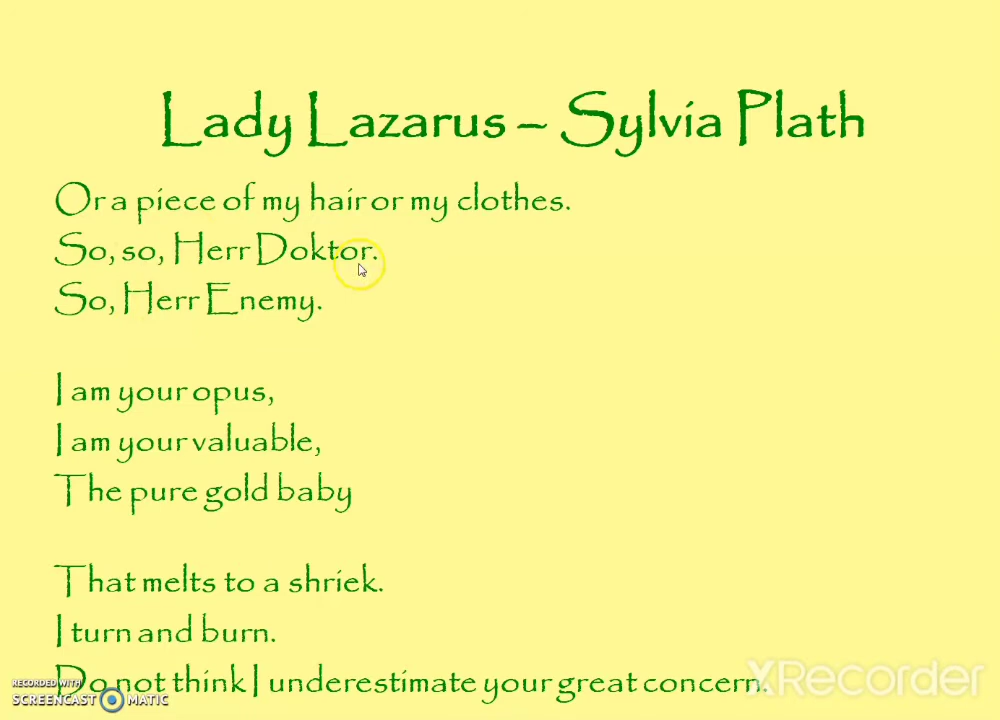 Lady Lazarus – Sylvia Plath
Or a piece of my hair or my clothes.
So, so, Herr Doktor.
So, Herr Enemy.
I am your opus,
I am your valuable,
The pure gold baby
That melts to a shriek.
I turn and burn.
Do not think I underestimate your great concern.
RECORDED WITH
SCREENCAST MATIC
XRecorder